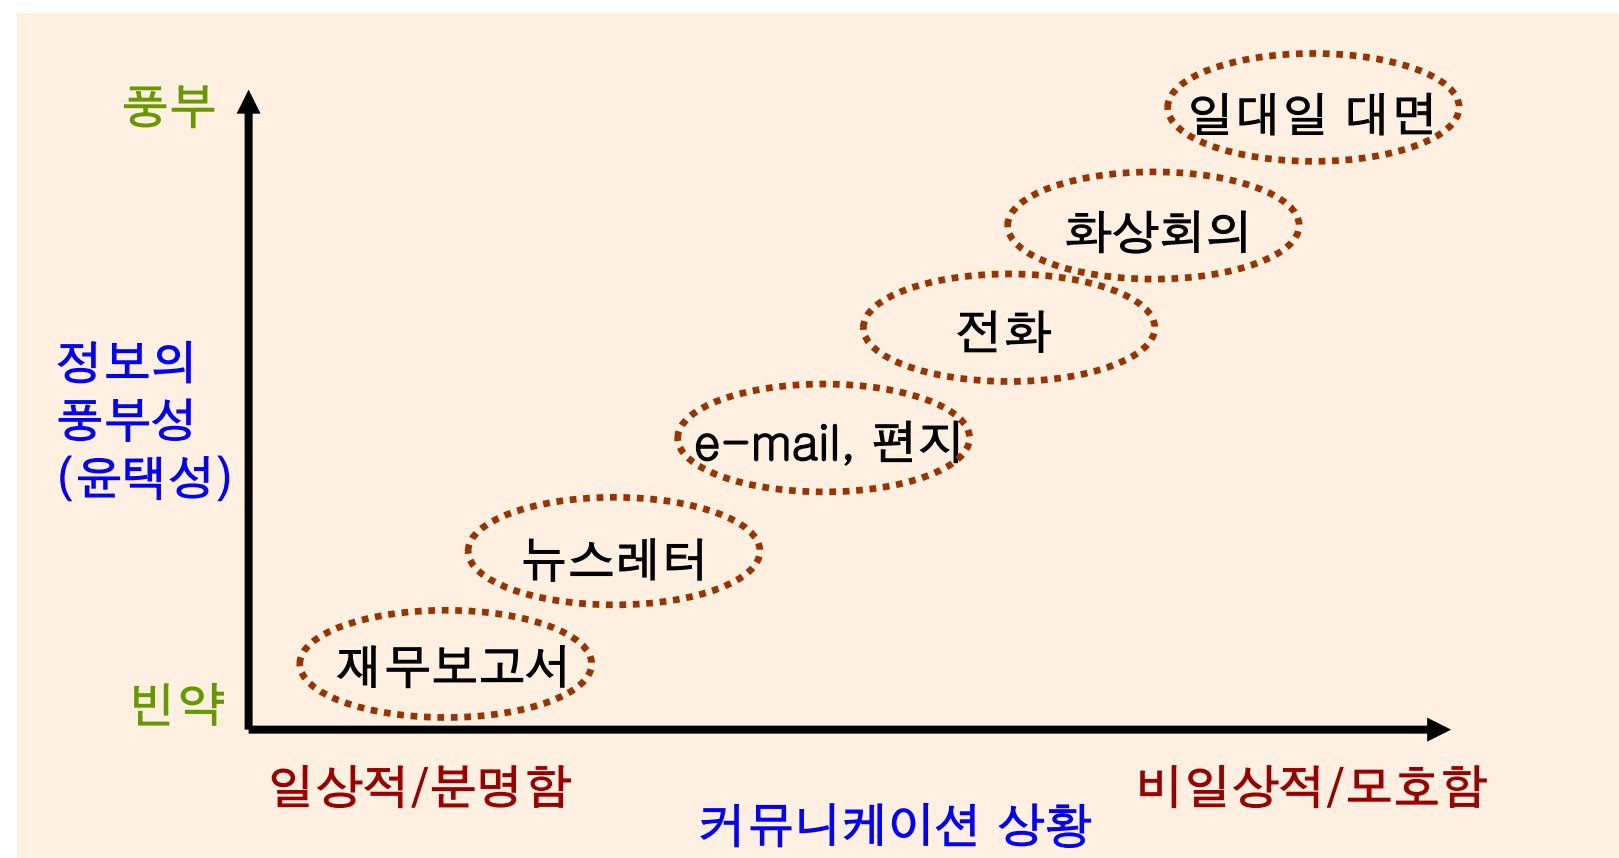 풍부
일대일 대면
화상회의
전화
정보의
풍부성
(윤택성)
e-mail, 편지
뉴스레터
재무보고서
빈약
일상적/분명함
비일상적/모호함
커뮤니케이션 상황